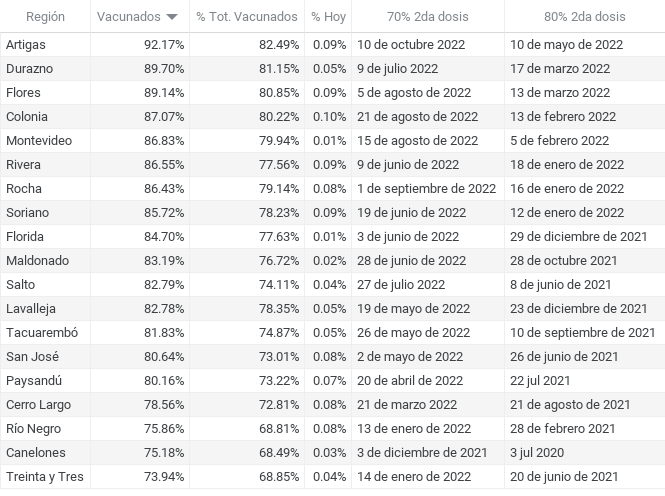 Región Vacunados % Tot. Vacunados % Hoy 70% 2da dosis 80% 2da dosis
Artigas 92.17% 82.49% 0.09% 10 de octubre 2022 10 de mayo de 2022
Durazno 89.70% 81.15% 0.05% 9 de julio 2022 17 de marzo 2022
Flores 89.14% 80.85% 0.09% 5 de agosto de 2022 13 de marzo 2022
Colonia 87.07% 80.22% 0.10% 21 de agosto de 2022 13 de febrero 2022
Montevideo 86.83% 79.94% 0.01% 15 de agosto de 2022 5 de febrero 2022
Rivera 86.55% 77.56% 0.09% 9 de junio de 2022 18 de enero de 2022
Rocha 86.43% 79.14% 0.08% 1 de septiembre de 2022 16 de enero de 2022
Soriano 85.72% 78.23% 0.09% 19 de junio de 2022 12 de enero de 2022
Florida 84.70% 77.63% 0.01% 3 de junio de 2022 29 de diciembre de 2021
Maldonado 83.19% 76.72% 0.02% 28 de junio de 2022 28 de octubre de 2021
Salto 82.79% 74.11% 0.04% 27 de julio de 2022 8 de junio de 2021
Lavalleja 82.78% 78.35% 0.05% 19 de mayo de 2022 23 de diciembre de 2021
Tacuarembó 81.83% 74.87% 0.05% 26 de mayo de 2022 10 de septiembre de 2021
San José 80.64% 73.01% 0.08% 2 de mayo de 2022 26 de junio de 2021
Paysandú 80.16% 73.22% 0.07% 20 de abril de 2022 22 jul 2021
Cerro Largo 78.56% 72.81% 0.08% 21 de marzo de 2022 21 de agosto de 2021
Río Negro 75.86% 68.81% 0.08% 13 de enero de 2022 28 de febrero de 2021
Canelones 75.18% 68.49% 0.03% 3 de diciembre de 2021 3 jul 2020
Treinta y Tres 73.94% 68.85% 0.04% 14 de enero de 2022 20 de junio de 2021